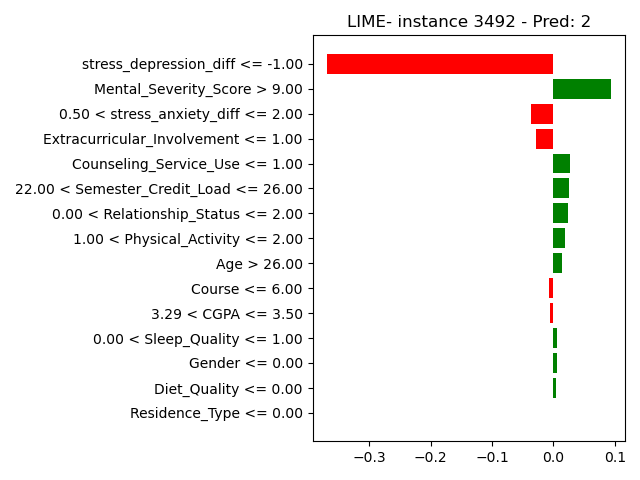 LIME- instance 3492 - Pred: 2
stress_depression_diff <= -1.00
Mental_Severity_Score > 9.00
0.50 < stress_anxiety_diff <= 2.00
Extracurricular_Involvement <= 1.00
Counseling_Service_Use <= 1.00
22.00 < Semester_Credit_Load <= 26.00
0.00 < Relationship_Status <= 2.00
1.00 < Physical_Activity <= 2.00
Age > 26.00
Course <= 6.00
3.29 < CGPA <= 3.50
0.00 < Sleep_Quality <= 1.00
Gender <= 0.00
Diet_Quality <= 0.00
Residence_Type <= 0.00
−0.3 −0.2 −0.1 0.0 0.1